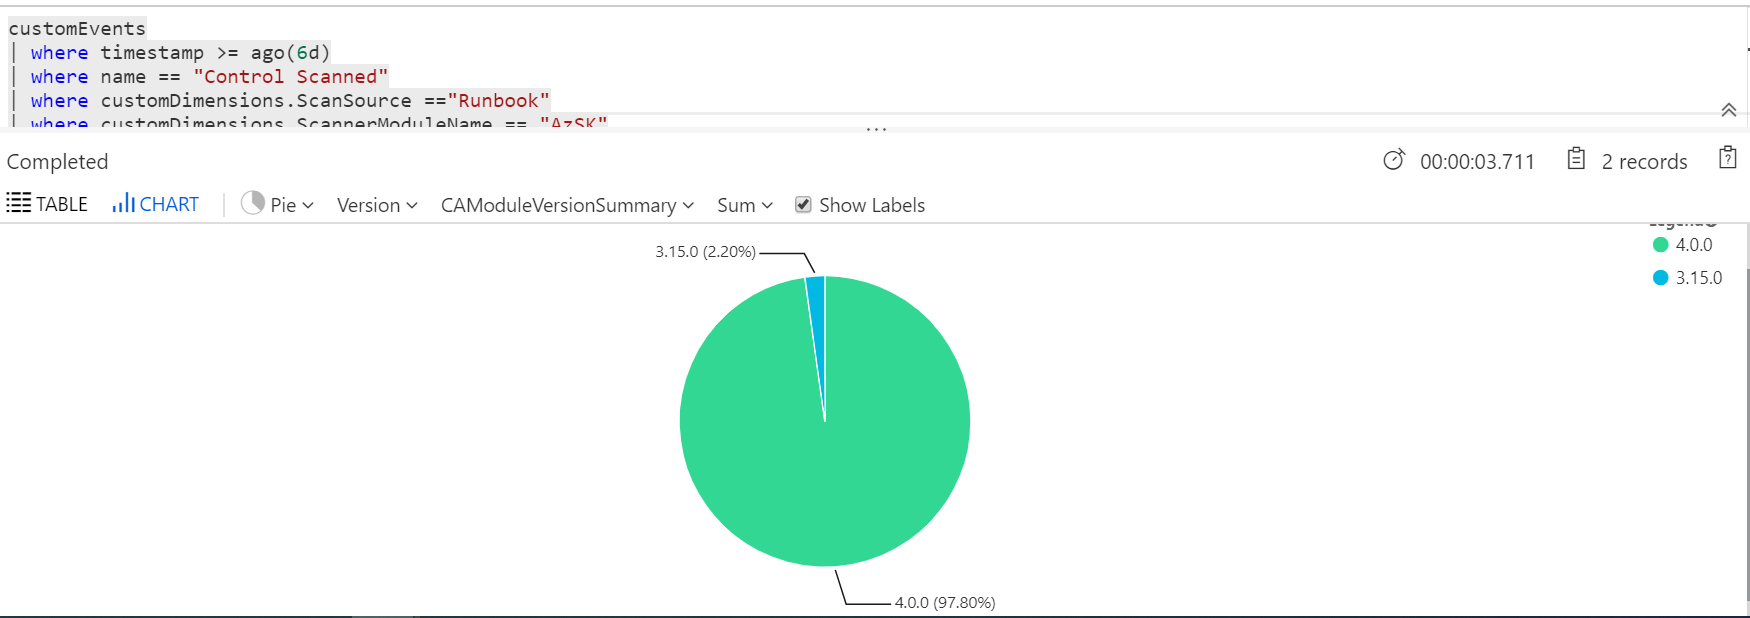 customEvents
| where timestamp >= ago(6d)
| where name == "Control Scanned"
| where customDimensions.ScanSource =="Runbook"
| where customDimensions.ScannerModuleName == "AzSK"
...
Completed
00:00:03.711
2 records
TABLE CHART Pie Version CAModuleVersionSummary Sum Show Labels
Legend
3.15.0 (2.20%)
4.0.0
3.15.0
4.0.0 (97.80%)